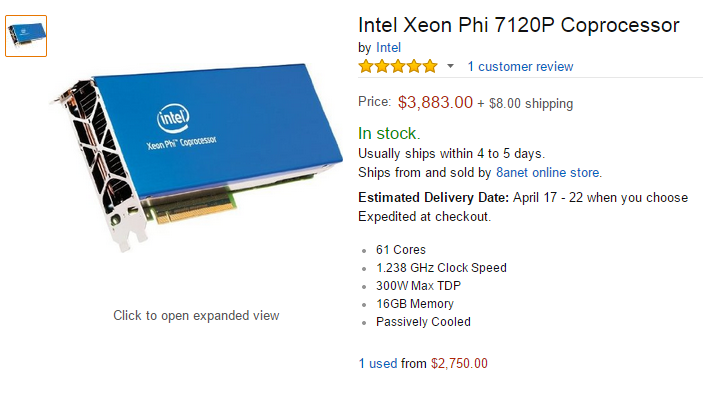 Intel Xeon Phi 7120P Coprocessor
by Intel
1 customer review
Price: $3,883.00 + $8.00 shipping
In stock.
Usually ships within 4 to 5 days.
Ships from and sold by 8anet online store.
Estimated Delivery Date: April 17 - 22 when you choose
Expedited at checkout.
61 Cores
1.238 GHz Clock Speed
300W Max TDP
16GB Memory
Passively Cooled
1 used from $2,750.00
intel
Xeon Phi™ Coprocessor
Click to open expanded view